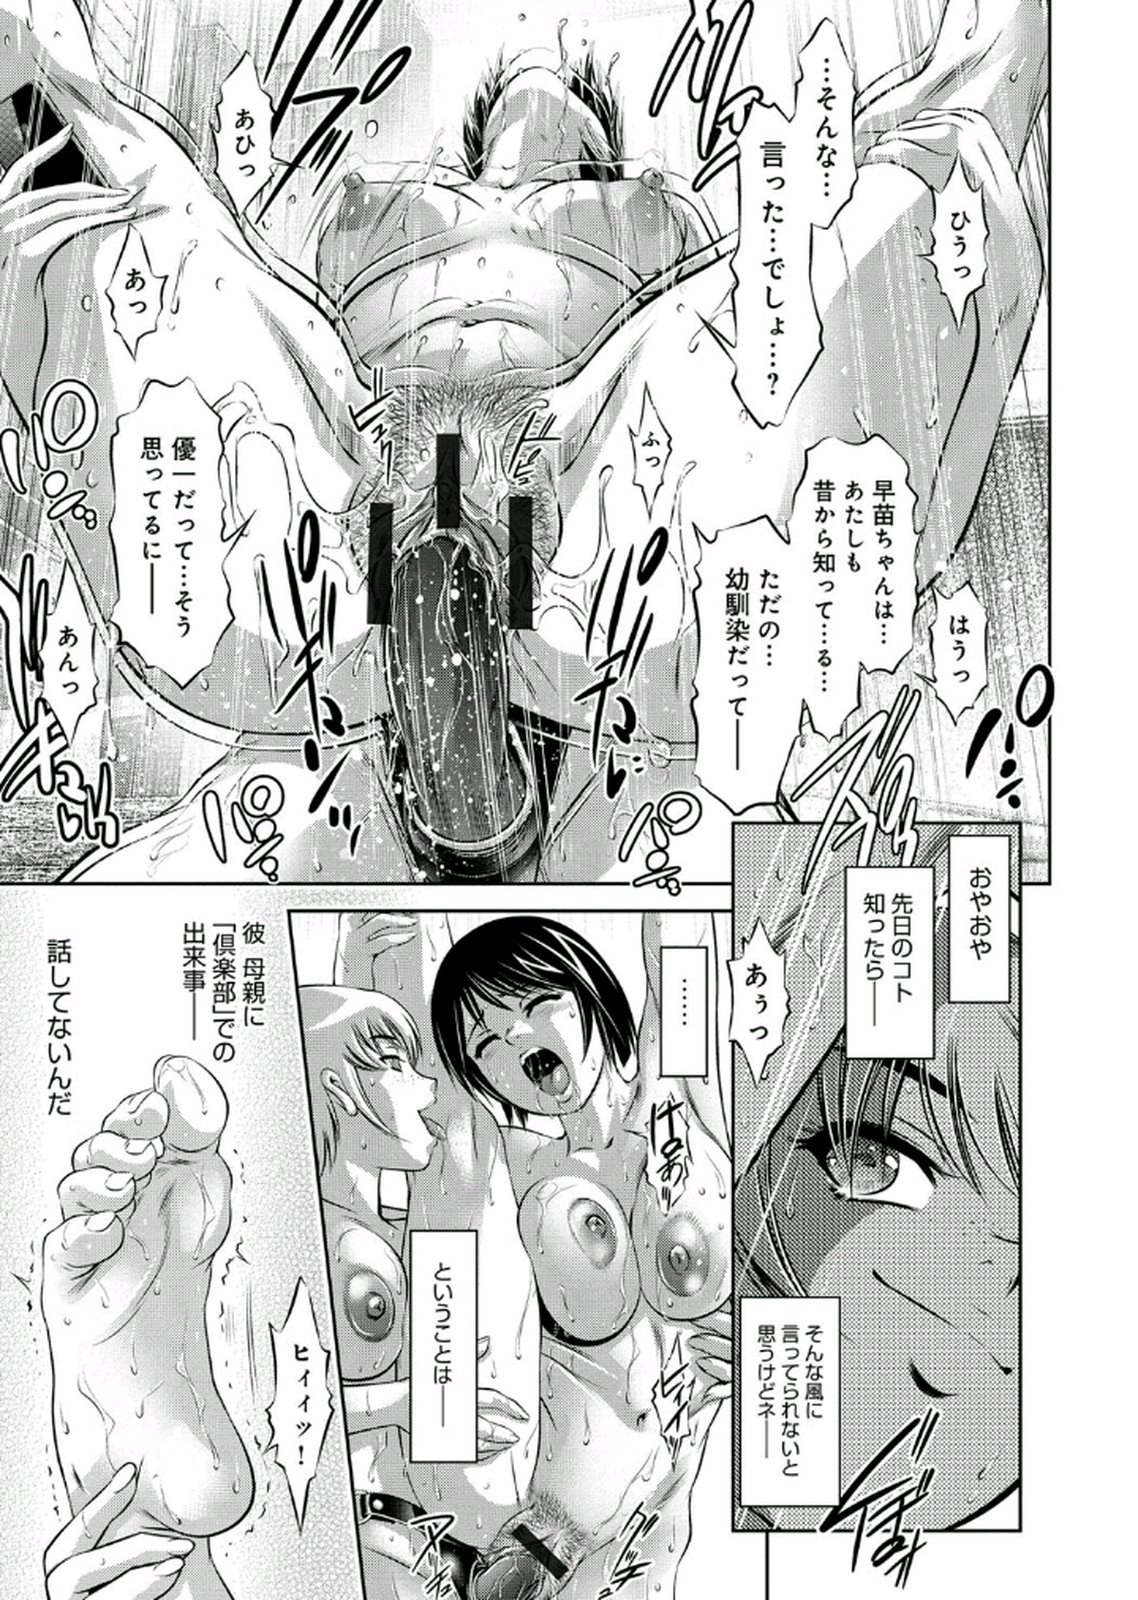 …そんな…
言った…でしょ…？
ひぅっ
あひっ
あっ
早苗ちゃんは…
あたしも
昔から知って…る…
ただの…
幼馴染だって――
はうっ
ふっ
優一だって…そう
思ってるに――
あんっ
おやおや
先日のコト
知ったら――
あぅっ
そんな風に
言ってられないと
思うけどネ――
……
ということは――
彼 母親に
「倶楽部」での
出来事――
話してないんだ
ヒィィッ！